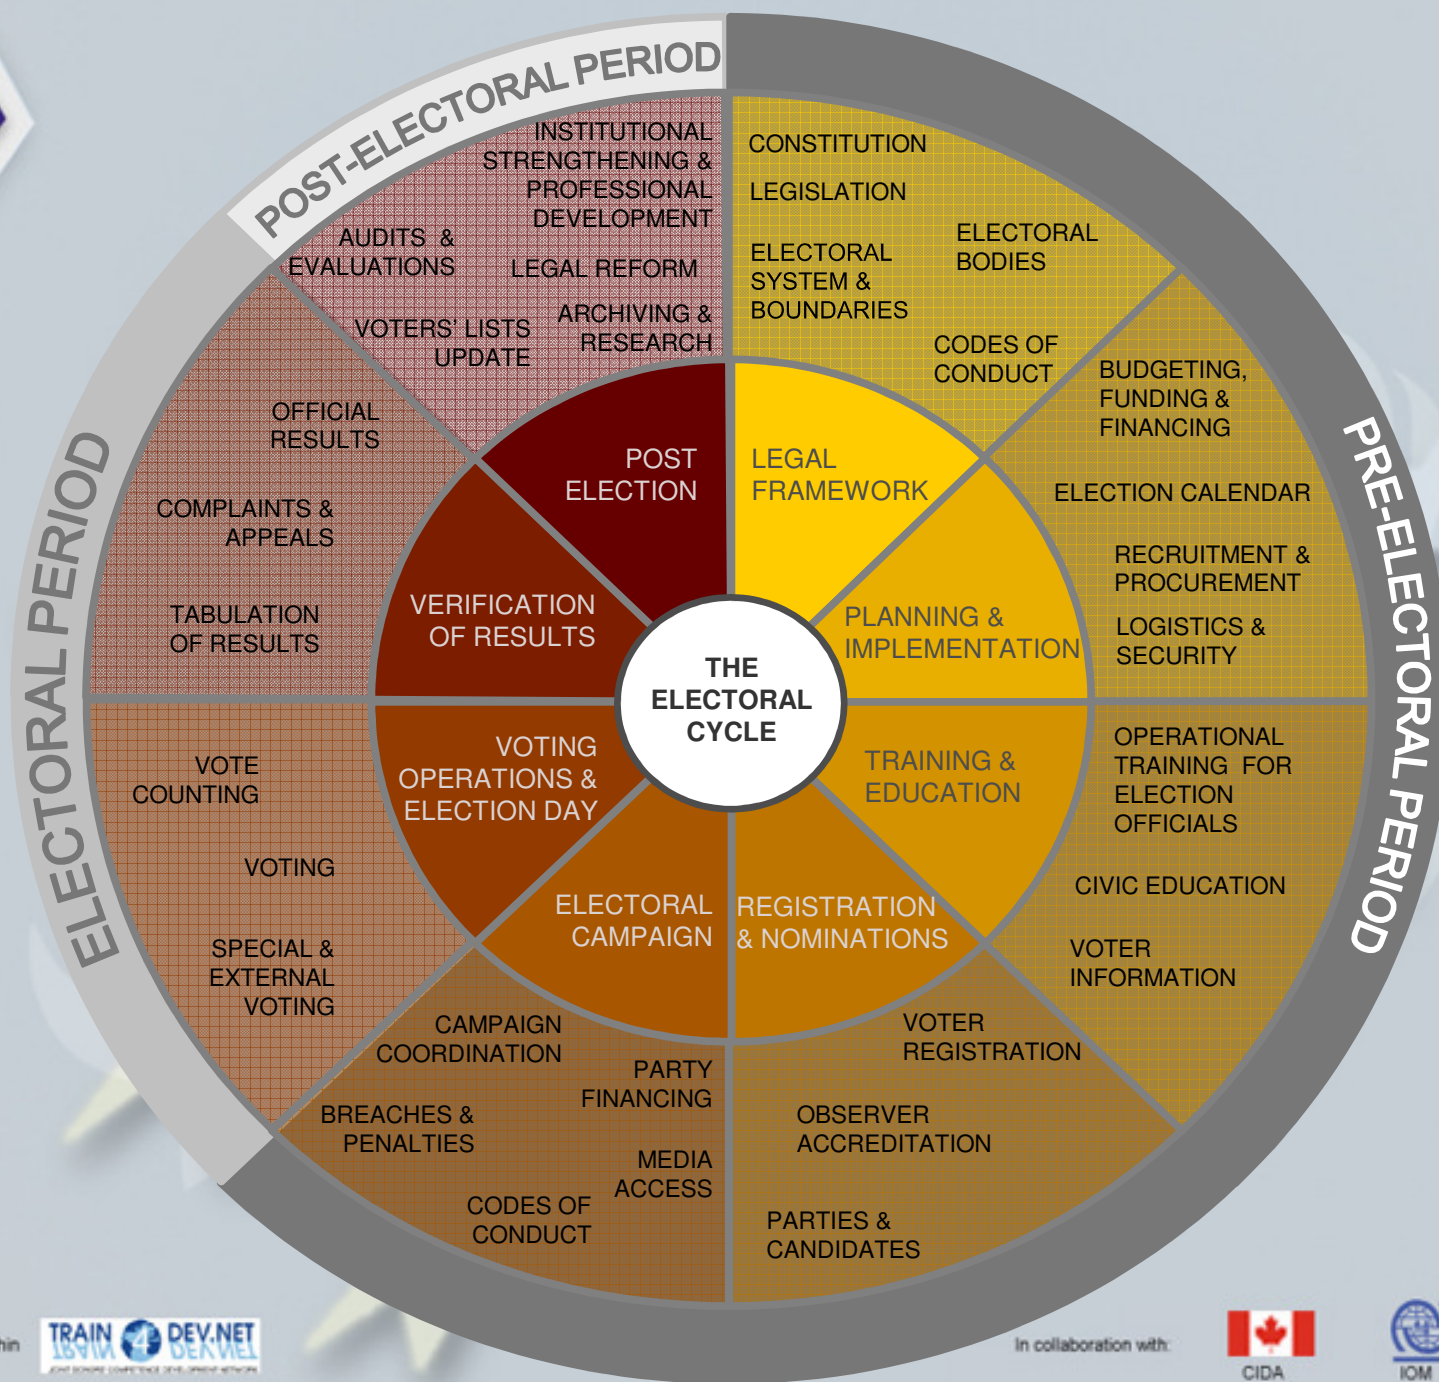 POST-ELECTORAL PERIOD
INSTITUTIONAL
STRENGTHENING &
PROFESSIONAL
DEVELOPMENT
AUDITS &
EVALUATIONS
LEGAL REFORM
VOTERS' LISTS
UPDATE
ARCHIVING &
RESEARCH
CONSTITUTION
LEGISLATION
ELECTORAL
SYSTEM &
BOUNDARIES
ELECTORAL
BODIES
CODES OF
CONDUCT
PRE-ELECTORAL PERIOD
BUDGETING,
FUNDING &
FINANCING
ELECTION CALENDAR
RECRUITMENT &
PROCUREMENT
LOGISTICS &
SECURITY
OPERATIONAL
TRAINING FOR
ELECTION
OFFICIALS
CIVIC EDUCATION
VOTER
INFORMATION
VOTER
REGISTRATION
OBSERVER
ACCREDITATION
PARTIES &
CANDIDATES
CAMPAIGN
COORDINATION
PARTY
FINANCING
BREACHES &
PENALTIES
MEDIA
ACCESS
CODES OF
CONDUCT
ELECTORAL PERIOD
VOTE
COUNTING
VOTING
SPECIAL &
EXTERNAL
VOTING
OFFICIAL
RESULTS
COMPLAINTS &
APPEALS
TABULATION
OF RESULTS
POST
ELECTION
LEGAL
FRAMEWORK
PLANNING &
IMPLEMENTATION
TRAINING &
EDUCATION
REGISTRATION
& NOMINATIONS
ELECTORAL
CAMPAIGN
VOTING
OPERATIONS &
ELECTION DAY
VERIFICATION
OF RESULTS
THE
ELECTORAL
CYCLE
TRAIN 4 DEV.NET
JOINT DONORS' COMPETENCE DEVELOPMENT NETWORK
In collaboration with:
CIDA
IOM